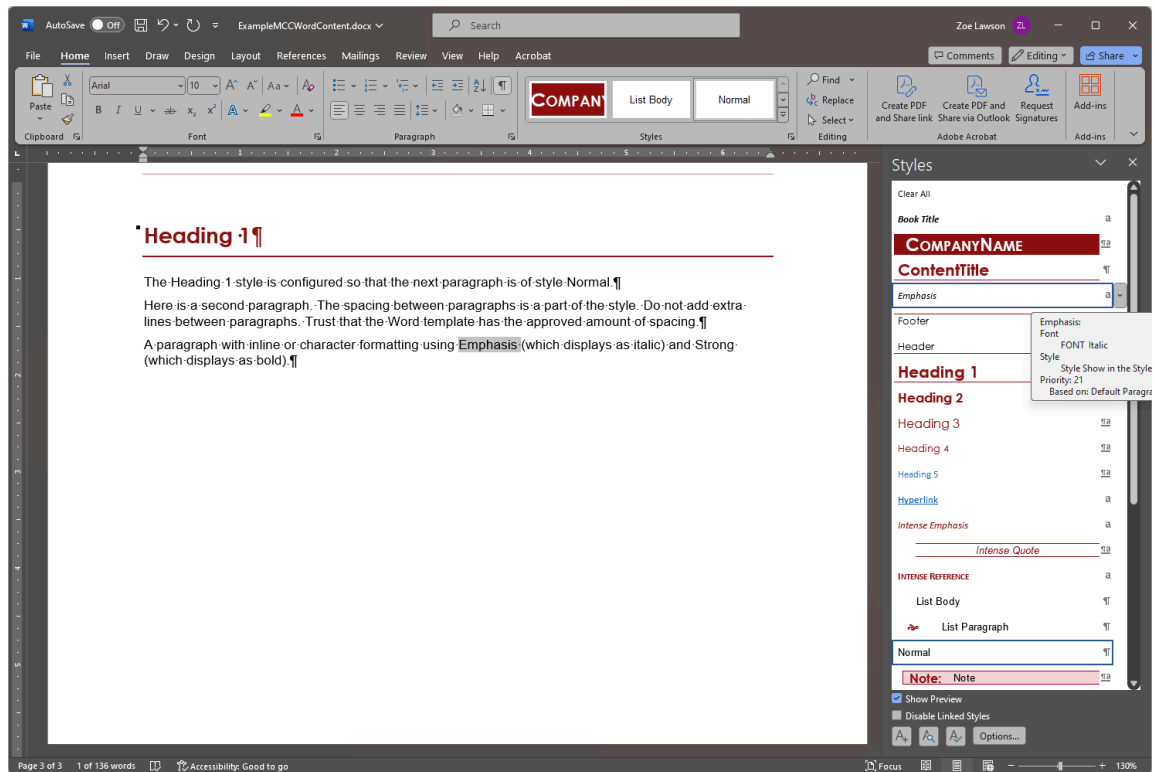 AutoSave Off ExampleMCCWordContent.docx Search Zoe Lawson ZL
File Home Insert Draw Design Layout References Mailings Review View Help Acrobat Comments Editing Share
Paste
Clipboard
Arial 10
Aa
B I U ab x₂ x² A A
Font
Paragraph
COMPANY
List Body
Normal
Styles
Find
Replace
Select
Editing
Create PDF and Share link
Create PDF and Share via Outlook
Request Signatures
Adobe Acrobat
Add-ins
Add-ins
1 2 3 4 5 6
Heading·1¶
The·Heading·1·style·is·configured·so·that·the·next·paragraph·is·of·style·Normal.¶
Here·is·a·second·paragraph.·The·spacing·between·paragraphs·is·a·part·of·the·style.·Do·not·add·extra·
lines·between·paragraphs.·Trust·that·the·Word·template·has·the·approved·amount·of·spacing.¶
A·paragraph·with·inline·or·character·formatting·using·Emphasis·(which·displays·as·italic)·and·Strong·
(which·displays·as·bold).¶
Styles
Clear All
Book Title a
COMPANYNAME ¶a
ContentTitle ¶
Emphasis a
Footer
Header
Heading 1
Heading 2
Heading 3 ¶a
Heading 4 ¶a
Heading 5 ¶a
Hyperlink a
Intense Emphasis a
Intense Quote ¶a
INTENSE REFERENCE a
List Body ¶
List Paragraph ¶
Normal ¶
Note: Note ¶a
Emphasis:
Font
FONT Italic
Style
Style Show in the Style
Priority: 21
Based on: Default Paragra
Show Preview
Disable Linked Styles
Options...
Page 3 of 3 1 of 136 words Accessibility: Good to go Focus 130%